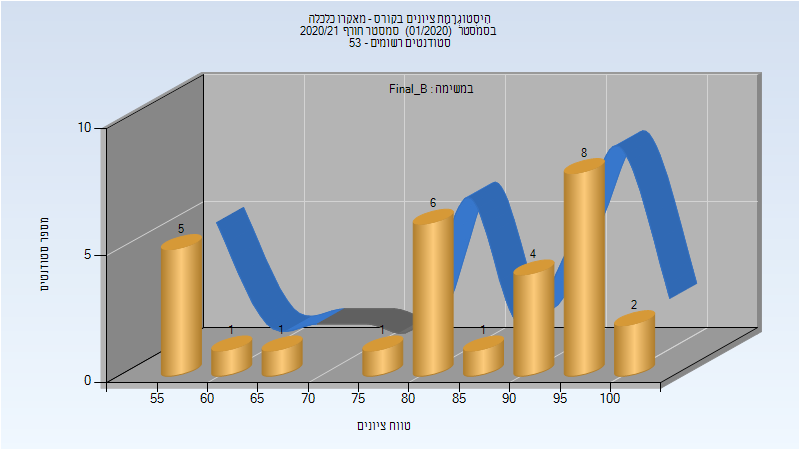 היסטוגרמת ציונים בקורס - מאקרו כלכלה
בסמסטר (01/2020) סמסטר חורף 2020/21
סטודנטים רשומים - 53
במשימה : Final_B
10
5
0
מספר סטודנטים
5
1
1
1
6
1
4
8
2
55 60 65 70 75 80 85 90 95 100
טווח ציונים